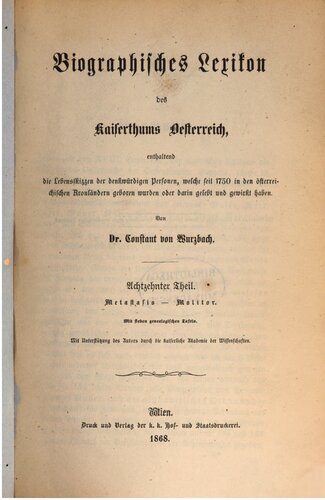 Biographisches Lexikon
des
Kaiserthums Oesterreich,
enthaltend
die Lebensskizzen der denkwürdigen Personen, welche seit 1750 in den österrei-
chischen Kronländern geboren wurden oder darin gelebt und gewirkt haben.
Von
Dr. Constant von Wurzbach.
Achtzehnter Theil.
Metastasio — Molitor.
Mit sieben genealogischen Tafeln.
Mit Unterstützung des Autors durch die kaiserliche Akademie der Wissenschaften.
Wien.
Druck und Verlag der k. k. Hof- und Staatsdruckerei.
1868.